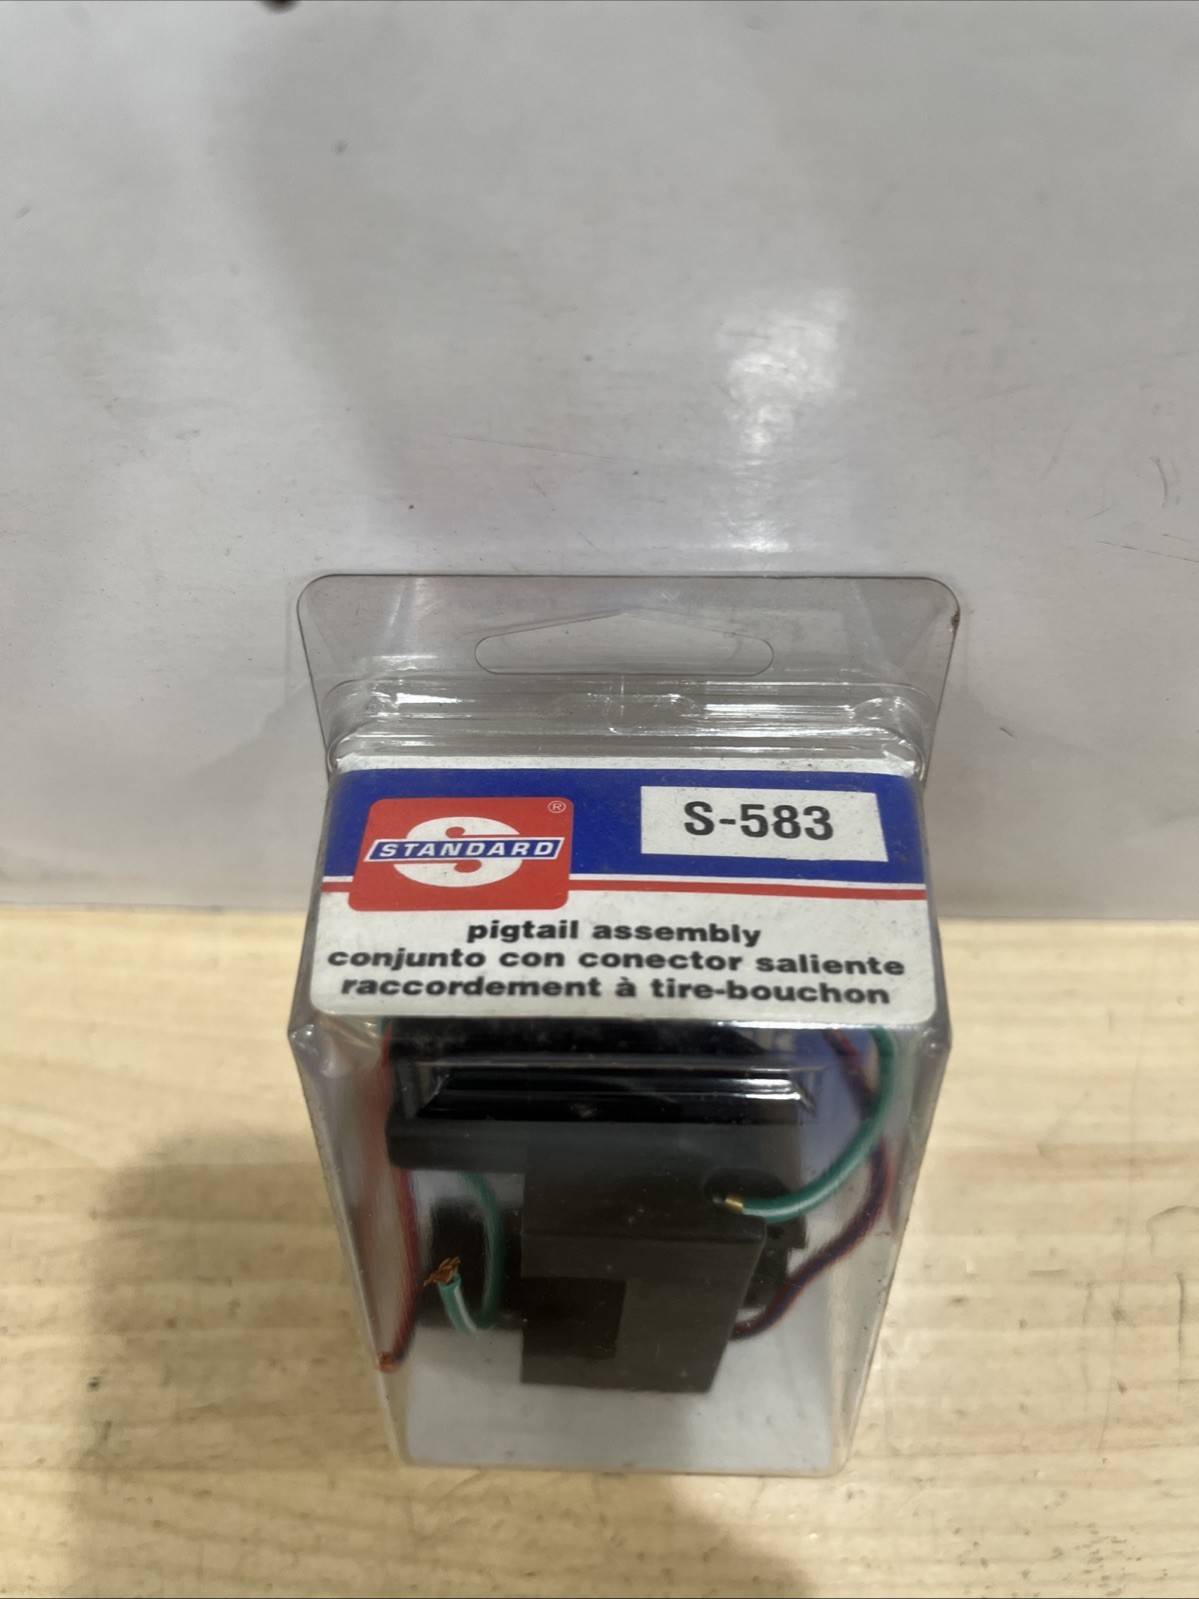 STANDARD
®
S-583
pigtail assembly
conjunto con conector saliente
raccordement à tire-bouchon